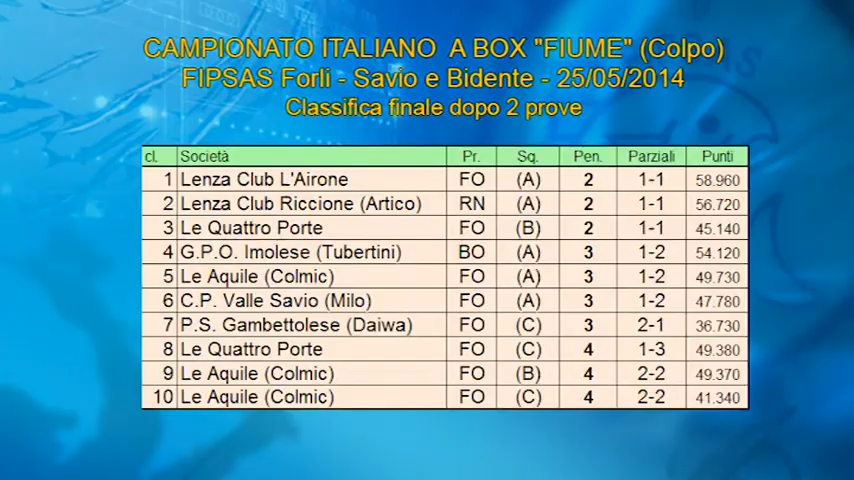 CAMPIONATO ITALIANO A BOX "FIUME" (Colpo)
FIPSAS Forlì - Savio e Bidente - 25/05/2014
Classifica finale dopo 2 prove
cl. Società Pr. Sq. Pen. Parziali Punti
1 Lenza Club L'Airone FO (A) 2 1-1 58.960
2 Lenza Club Riccione (Artico) RN (A) 2 1-1 56.720
3 Le Quattro Porte FO (B) 2 1-1 45.140
4 G.P.O. Imolese (Tubertini) BO (A) 3 1-2 54.120
5 Le Aquile (Colmic) FO (A) 3 1-2 49.730
6 C.P. Valle Savio (Milo) FO (A) 3 1-2 47.780
7 P.S. Gambettolese (Daiwa) FO (C) 3 2-1 36.730
8 Le Quattro Porte FO (C) 4 1-3 49.380
9 Le Aquile (Colmic) FO (B) 4 2-2 49.370
10 Le Aquile (Colmic) FO (C) 4 2-2 41.340